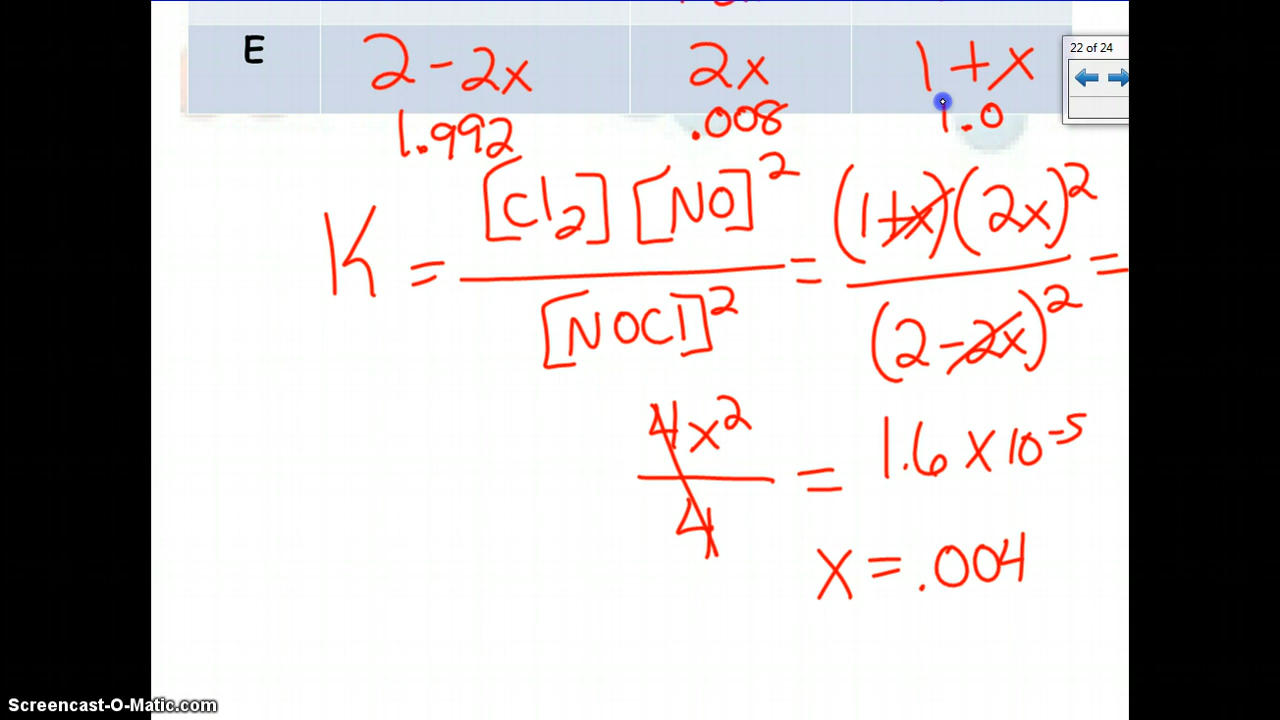 22 of 24
E 2-2x 2x 1+x
1.992 .008 1.0
K = [Cl2][NO]^2 / [NOCl]^2 = (1+x)(2x)^2 / (2-2x)^2 =
4x^2 / 4 = 1.6 x 10^-5
x = .004
Screencast-O-Matic.com